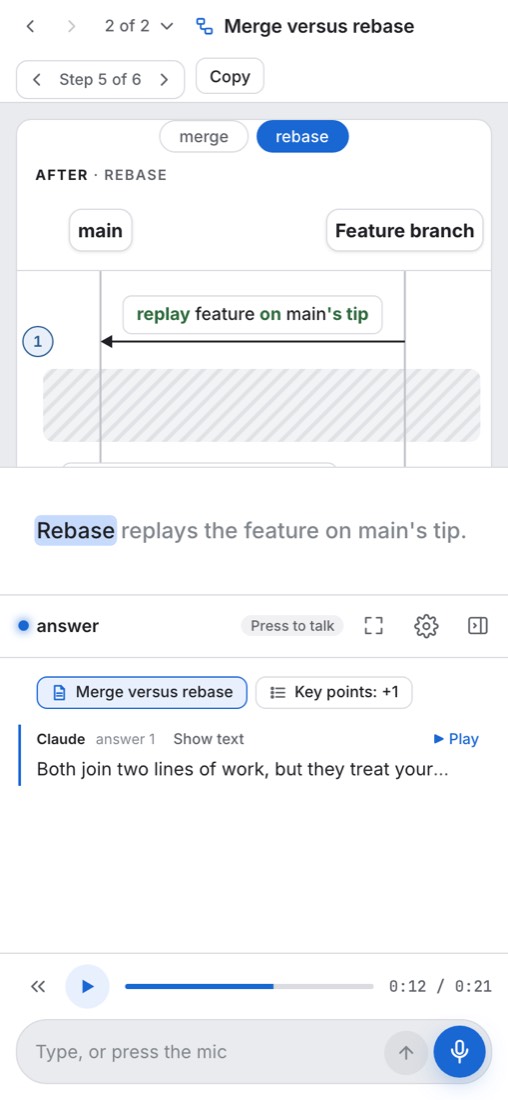 2 of 2 Merge versus rebase
Step 5 of 6 Copy
merge rebase
AFTER · REBASE
main Feature branch
replay feature on main's tip
1
Rebase replays the feature on main's tip.
answer Press to talk
Merge versus rebase Key points: +1
Claude answer 1 Show text Play
Both join two lines of work, but they treat your...
0:12 / 0:21
Type, or press the mic